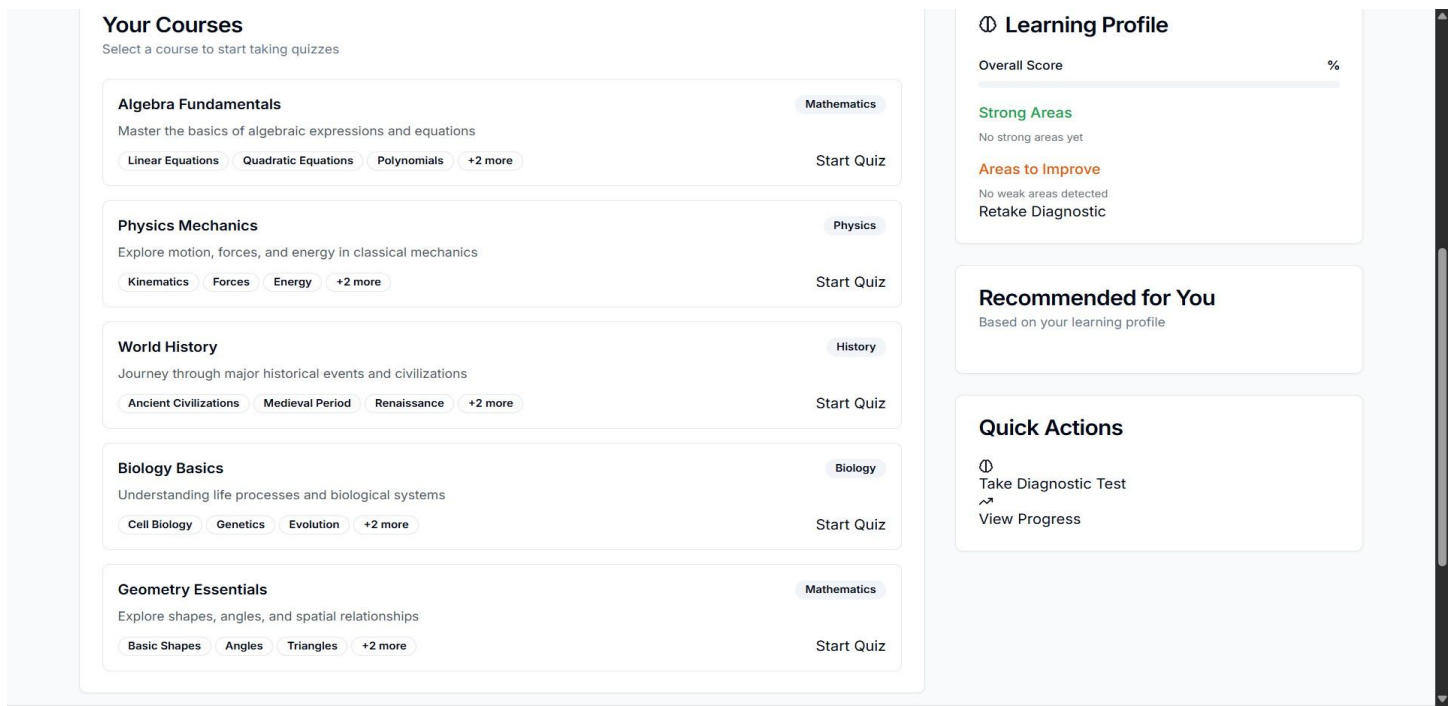 Your Courses
Select a course to start taking quizzes
Algebra Fundamentals
Mathematics
Master the basics of algebraic expressions and equations
Linear Equations Quadratic Equations Polynomials +2 more
Start Quiz
Physics Mechanics
Physics
Explore motion, forces, and energy in classical mechanics
Kinematics Forces Energy +2 more
Start Quiz
World History
History
Journey through major historical events and civilizations
Ancient Civilizations Medieval Period Renaissance +2 more
Start Quiz
Biology Basics
Biology
Understanding life processes and biological systems
Cell Biology Genetics Evolution +2 more
Start Quiz
Geometry Essentials
Mathematics
Explore shapes, angles, and spatial relationships
Basic Shapes Angles Triangles +2 more
Start Quiz
Learning Profile
Overall Score %
Strong Areas
No strong areas yet
Areas to Improve
No weak areas detected
Retake Diagnostic
Recommended for You
Based on your learning profile
Quick Actions
Take Diagnostic Test
View Progress